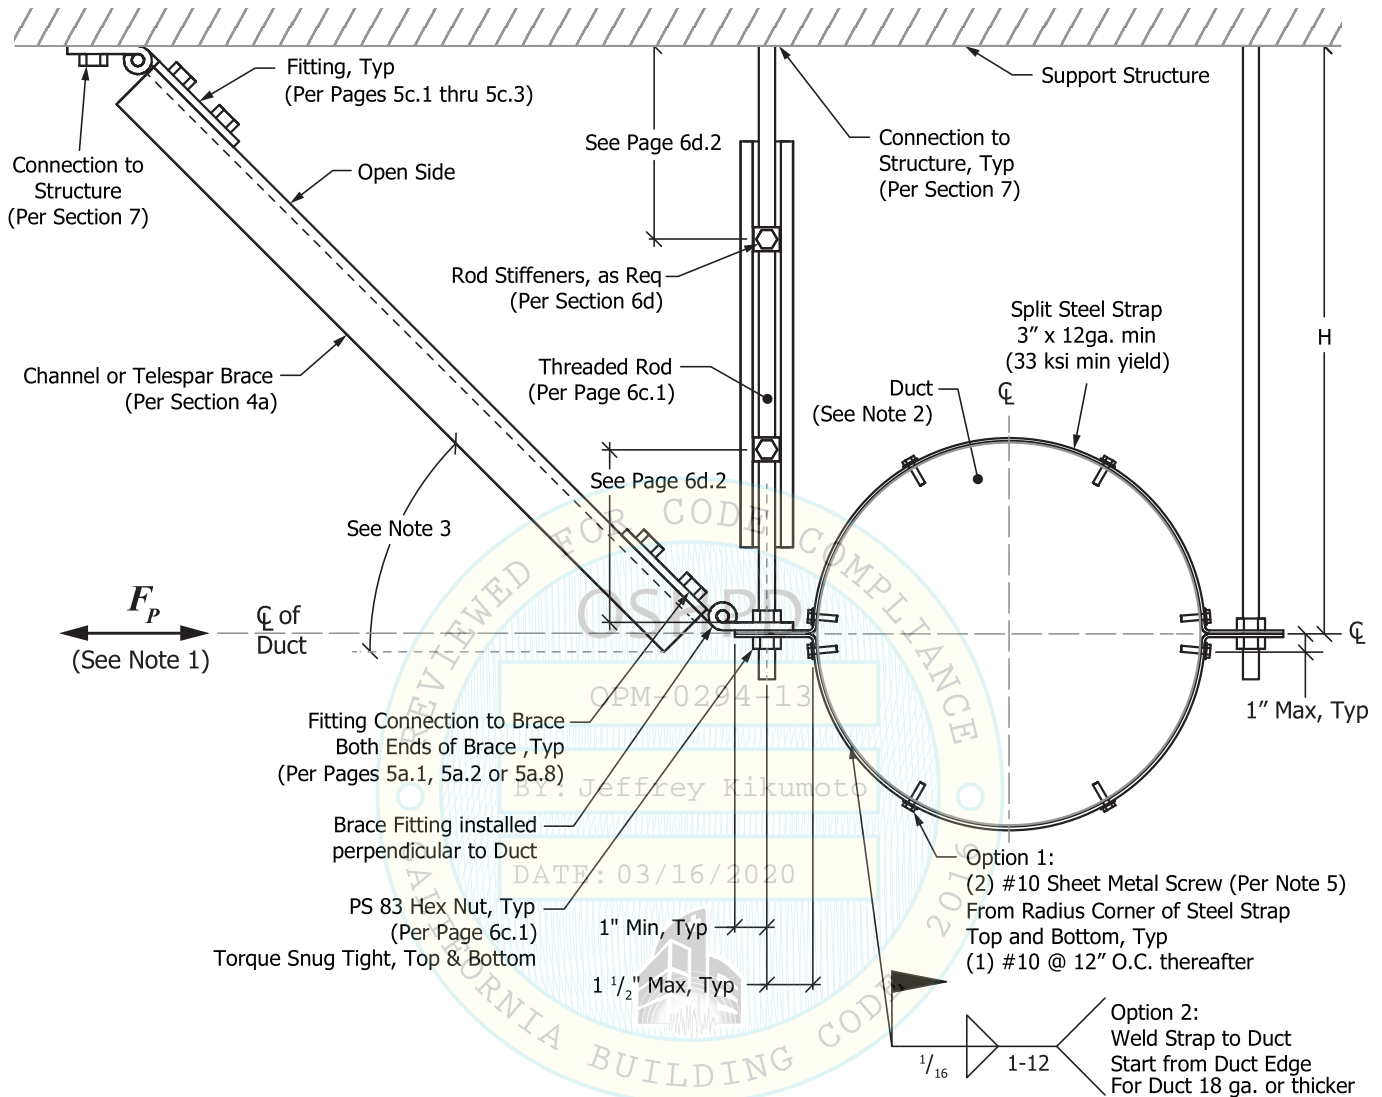 Fitting, Typ
(Per Pages 5c.1 thru 5c.3)
Support Structure
See Page 6d.2
Connection to
Structure, Typ
(Per Section 7)
Connection to
Structure
(Per Section 7)
Open Side
Rod Stiffeners, as Req
(Per Section 6d)
Split Steel Strap
3" x 12ga. min
(33 ksi min yield)
H
Channel or Telespar Brace
(Per Section 4a)
Threaded Rod
(Per Page 6c.1)
Duct
(See Note 2)
℄
See Page 6d.2
See Note 3
FP
(See Note 1)
℄ of
Duct
℄
1" Max, Typ
Fitting Connection to Brace
Both Ends of Brace ,Typ
(Per Pages 5a.1, 5a.2 or 5a.8)
Brace Fitting installed
perpendicular to Duct
PS 83 Hex Nut, Typ
(Per Page 6c.1)
Torque Snug Tight, Top & Bottom
1" Min, Typ
1 1/2" Max, Typ
Option 1:
(2) #10 Sheet Metal Screw (Per Note 5)
From Radius Corner of Steel Strap
Top and Bottom, Typ
(1) #10 @ 12" O.C. thereafter
1/16
1-12
Option 2:
Weld Strap to Duct
Start from Duct Edge
For Duct 18 ga. or thicker
REVIEWED FOR CODE COMPLIANCE
OSHPD
OPM-0294-13
BY: Jeffrey Kikumoto
DATE: 03/16/2020
CALIFORNIA BUILDING CODE 2016